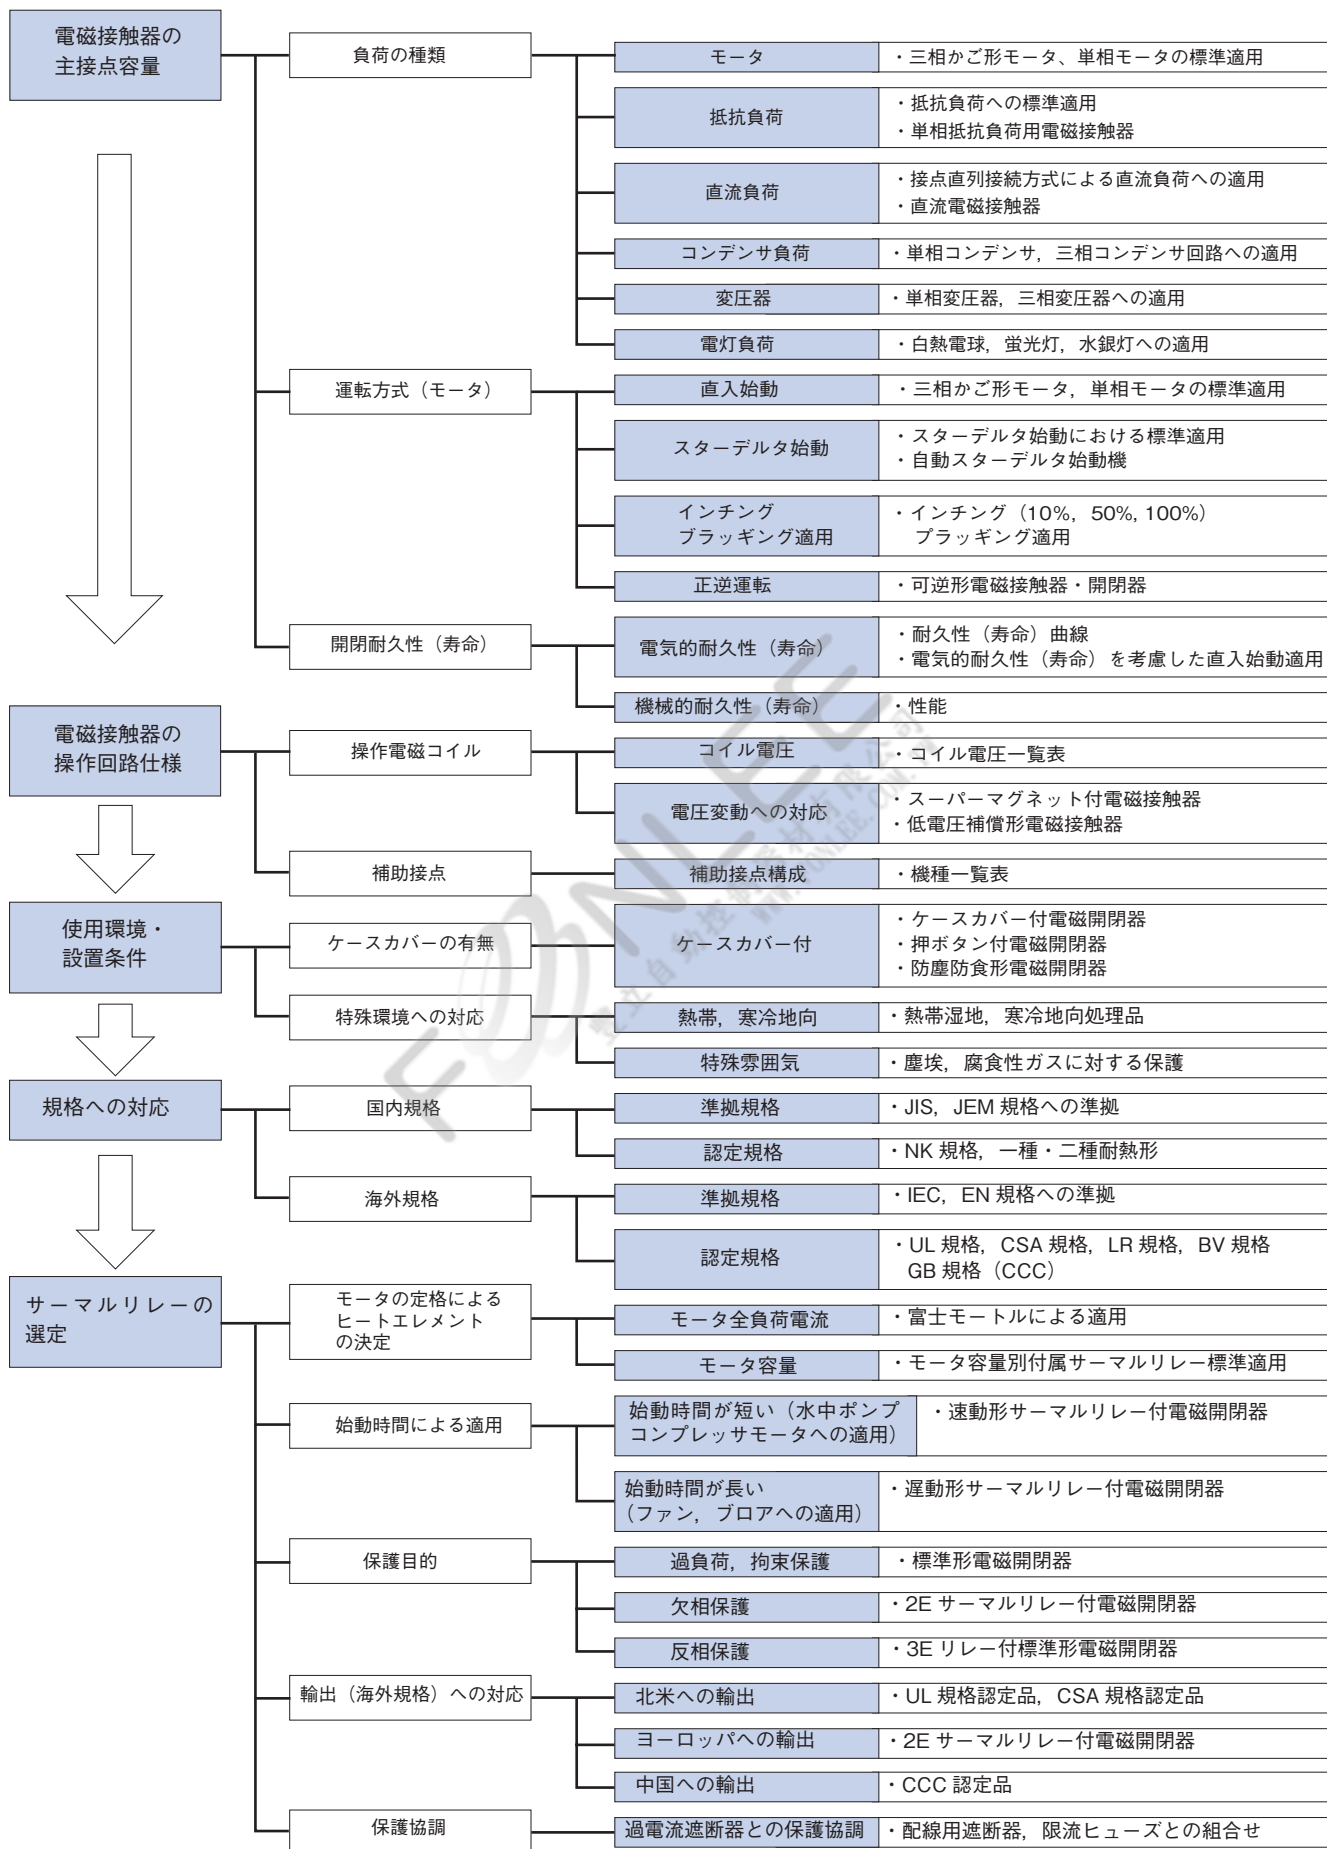 電磁接触器の
主接点容量
負荷の種類
モータ
・三相かご形モータ、単相モータの標準適用
抵抗負荷
・抵抗負荷への標準適用
・単相抵抗負荷用電磁接触器
直流負荷
・接点直列接続方式による直流負荷への適用
・直流電磁接触器
コンデンサ負荷
・単相コンデンサ，三相コンデンサ回路への適用
変圧器
・単相変圧器，三相変圧器への適用
電灯負荷
・白熱電球，蛍光灯，水銀灯への適用
運転方式（モータ）
直入始動
・三相かご形モータ，単相モータの標準適用
スターデルタ始動
・スターデルタ始動における標準適用
・自動スターデルタ始動機
インチング
プラッギング適用
・インチング（10%，50%, 100%）
プラッギング適用
正逆運転
・可逆形電磁接触器・開閉器
開閉耐久性（寿命）
電気的耐久性（寿命）
・耐久性（寿命）曲線
・電気的耐久性（寿命）を考慮した直入始動適用
機械的耐久性（寿命）
・性能
電磁接触器の
操作回路仕様
操作電磁コイル
コイル電圧
・コイル電圧一覧表
電圧変動への対応
・スーパーマグネット付電磁接触器
・低電圧補償形電磁接触器
補助接点
補助接点構成
・機種一覧表
使用環境・
設置条件
ケースカバーの有無
ケースカバー付
・ケースカバー付電磁開閉器
・押ボタン付電磁開閉器
・防塵防食形電磁開閉器
特殊環境への対応
熱帯，寒冷地向
・熱帯湿地，寒冷地向処理品
特殊雰囲気
・塵埃，腐食性ガスに対する保護
規格への対応
国内規格
準拠規格
・JIS，JEM 規格への準拠
認定規格
・NK 規格，一種・二種耐熱形
海外規格
準拠規格
・IEC，EN 規格への準拠
認定規格
・UL 規格，CSA 規格，LR 規格，BV 規格
GB 規格（CCC）
サーマルリレーの
選定
モータの定格による
ヒートエレメント
の決定
モータ全負荷電流
・富士モートルによる適用
モータ容量
・モータ容量別付属サーマルリレー標準適用
始動時間による適用
始動時間が短い（水中ポンプ
コンプレッサモータへの適用）
・速動形サーマルリレー付電磁開閉器
始動時間が長い
（ファン，ブロアへの適用）
・遅動形サーマルリレー付電磁開閉器
保護目的
過負荷，拘束保護
・標準形電磁開閉器
欠相保護
・2E サーマルリレー付電磁開閉器
反相保護
・3E リレー付標準形電磁開閉器
輸出（海外規格）への対応
北米への輸出
・UL 規格認定品，CSA 規格認定品
ヨーロッパへの輸出
・2E サーマルリレー付電磁開閉器
中国への輸出
・CCC 認定品
保護協調
過電流遮断器との保護協調
・配線用遮断器，限流ヒューズとの組合せ
FONLEE
豐立自動控制器材有限公司
WWW.FONLEE.COM.TW